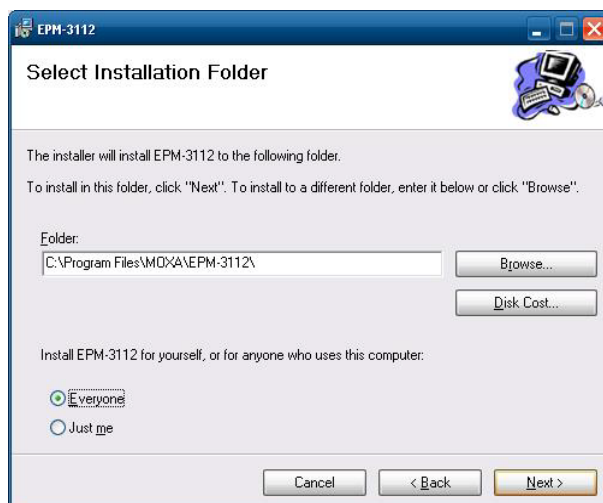 EPM-3112
Select Installation Folder
The installer will install EPM-3112 to the following folder.
To install in this folder, click "Next". To install to a different folder, enter it below or click "Browse".
Folder:
C:\Program Files\MOXA\EPM-3112\
Browse...
Disk Cost...
Install EPM-3112 for yourself, or for anyone who uses this computer:
Everyone
Just me
Cancel < Back Next >